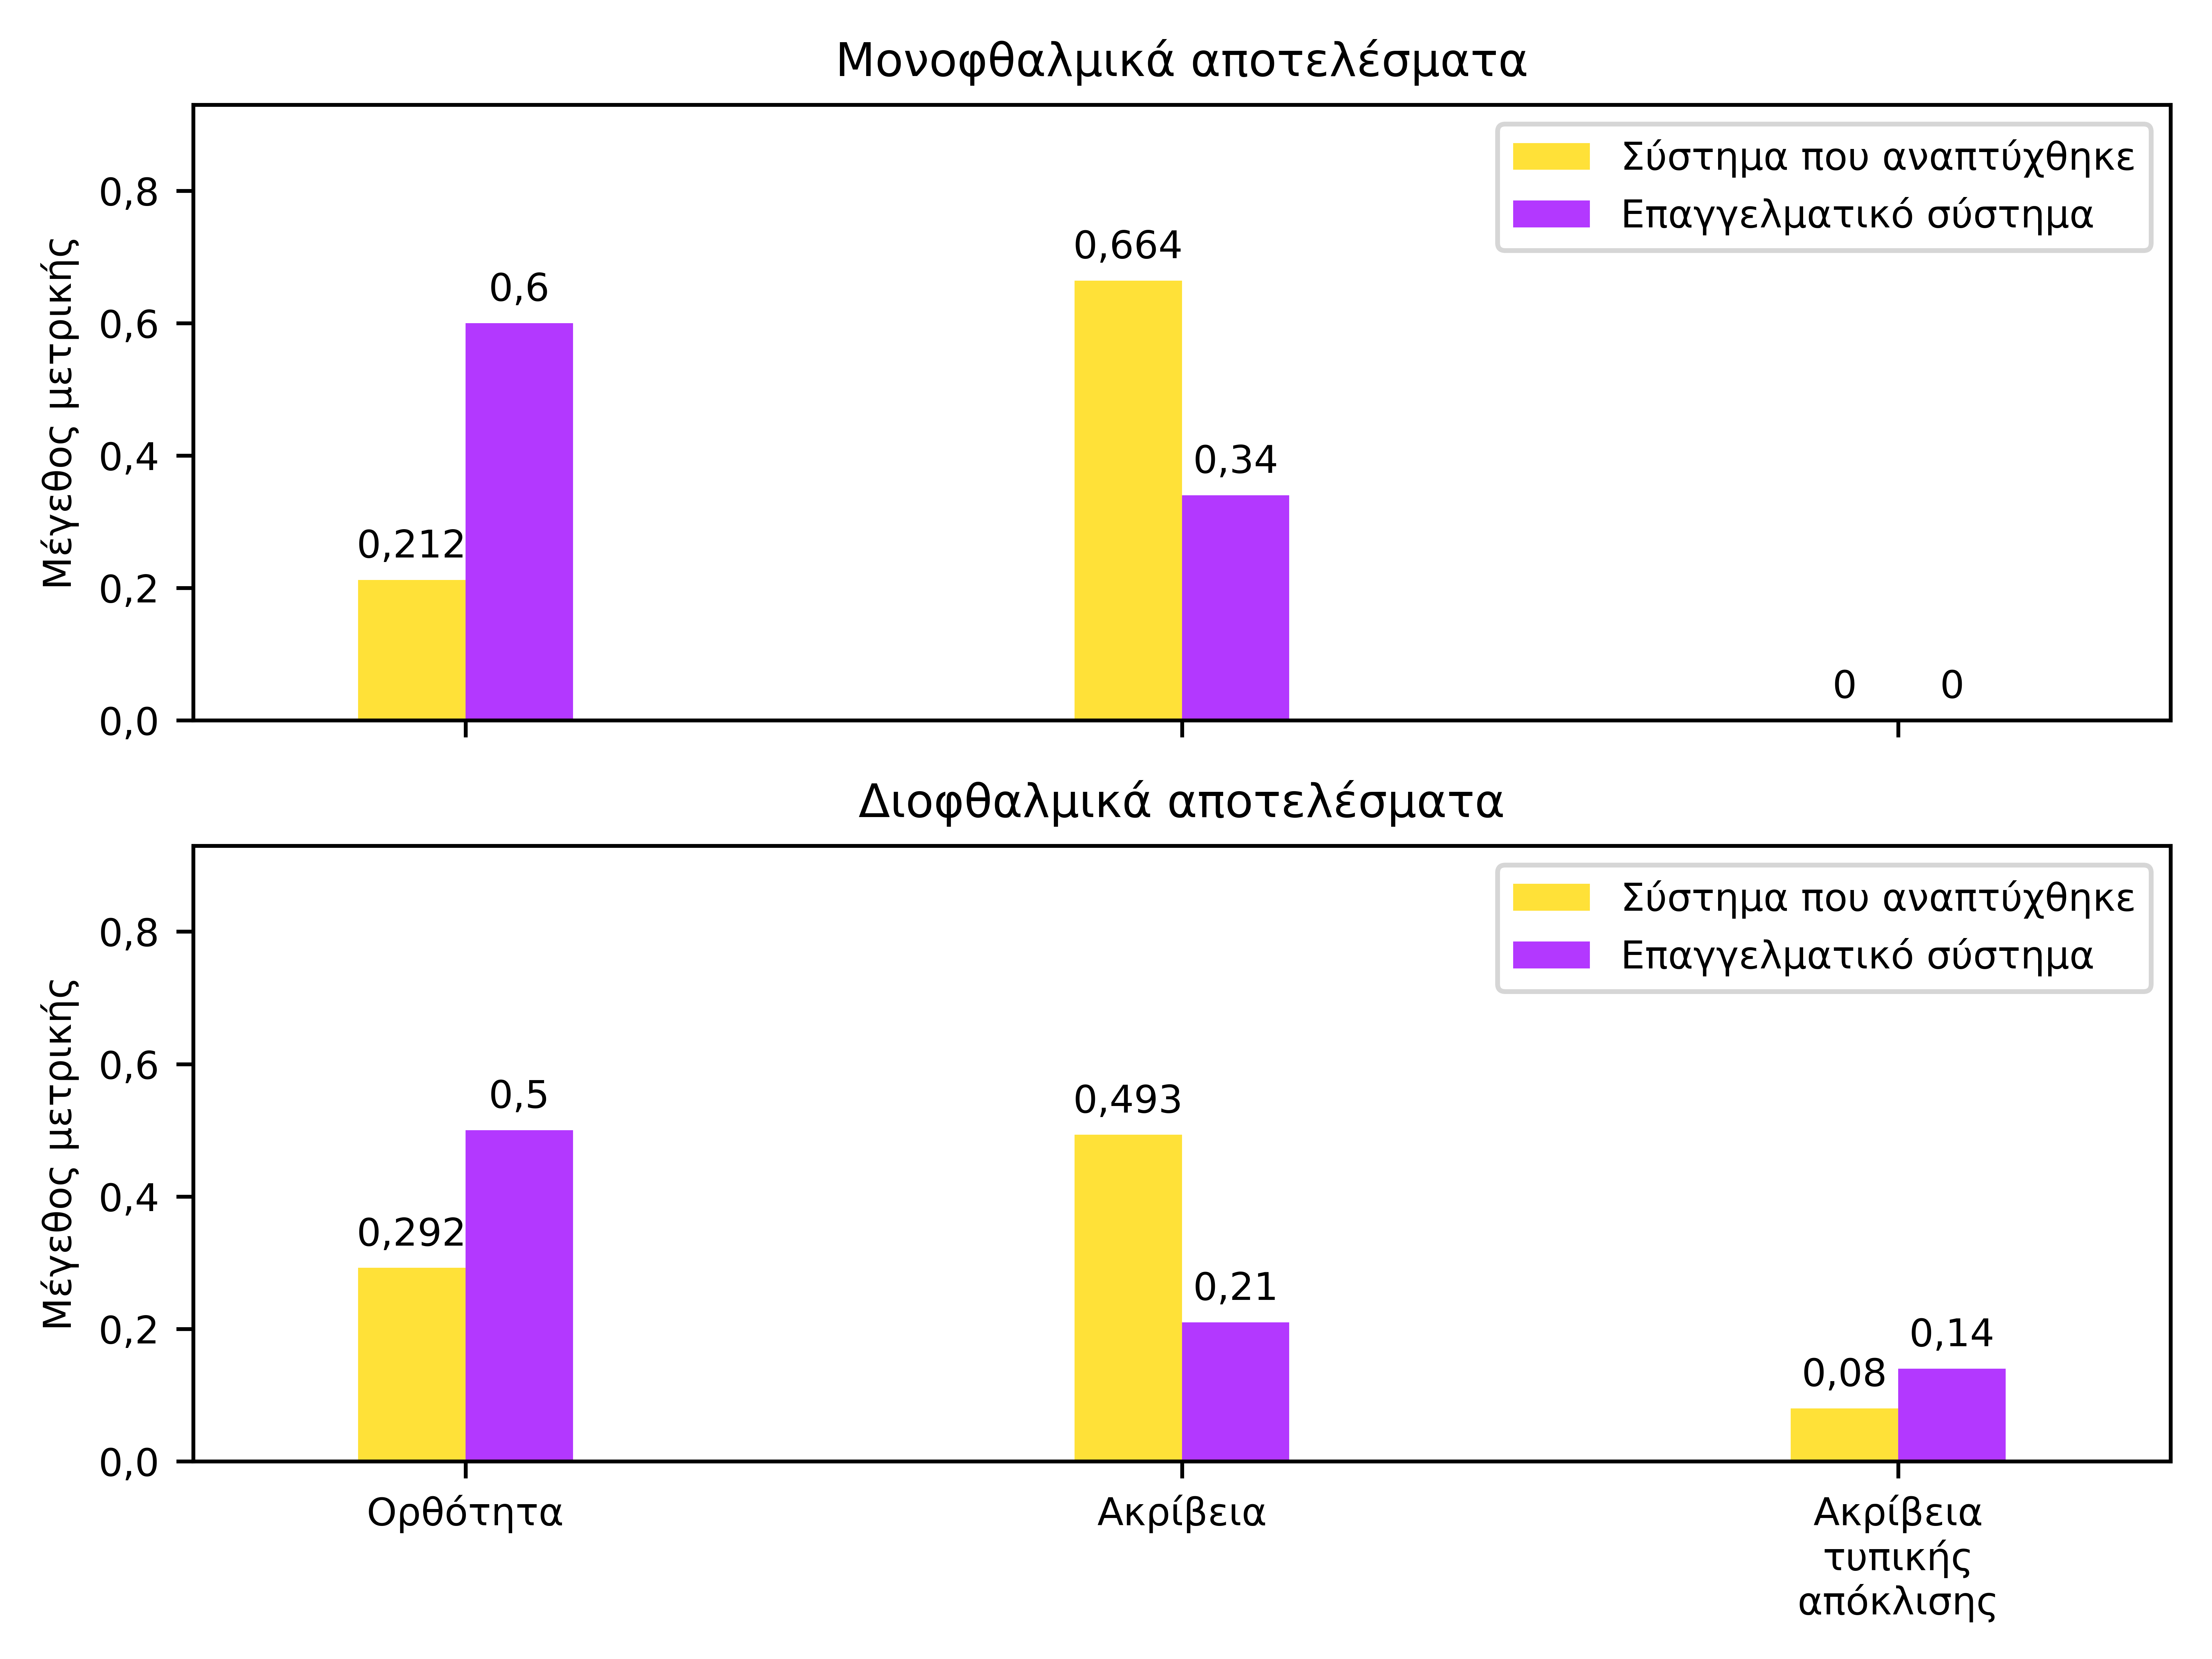 Μονοφθαλμικά αποτελέσματα
Μέγεθος μετρικής
0,8
0,6
0,4
0,2
0,0
Σύστημα που αναπτύχθηκε
Επαγγελματικό σύστημα
0,212
0,6
0,664
0,34
0
0
Διοφθαλμικά αποτελέσματα
Μέγεθος μετρικής
0,8
0,6
0,4
0,2
0,0
Σύστημα που αναπτύχθηκε
Επαγγελματικό σύστημα
0,292
0,5
0,493
0,21
0,08
0,14
Ορθότητα
Ακρίβεια
Ακρίβεια
τυπικής
απόκλισης